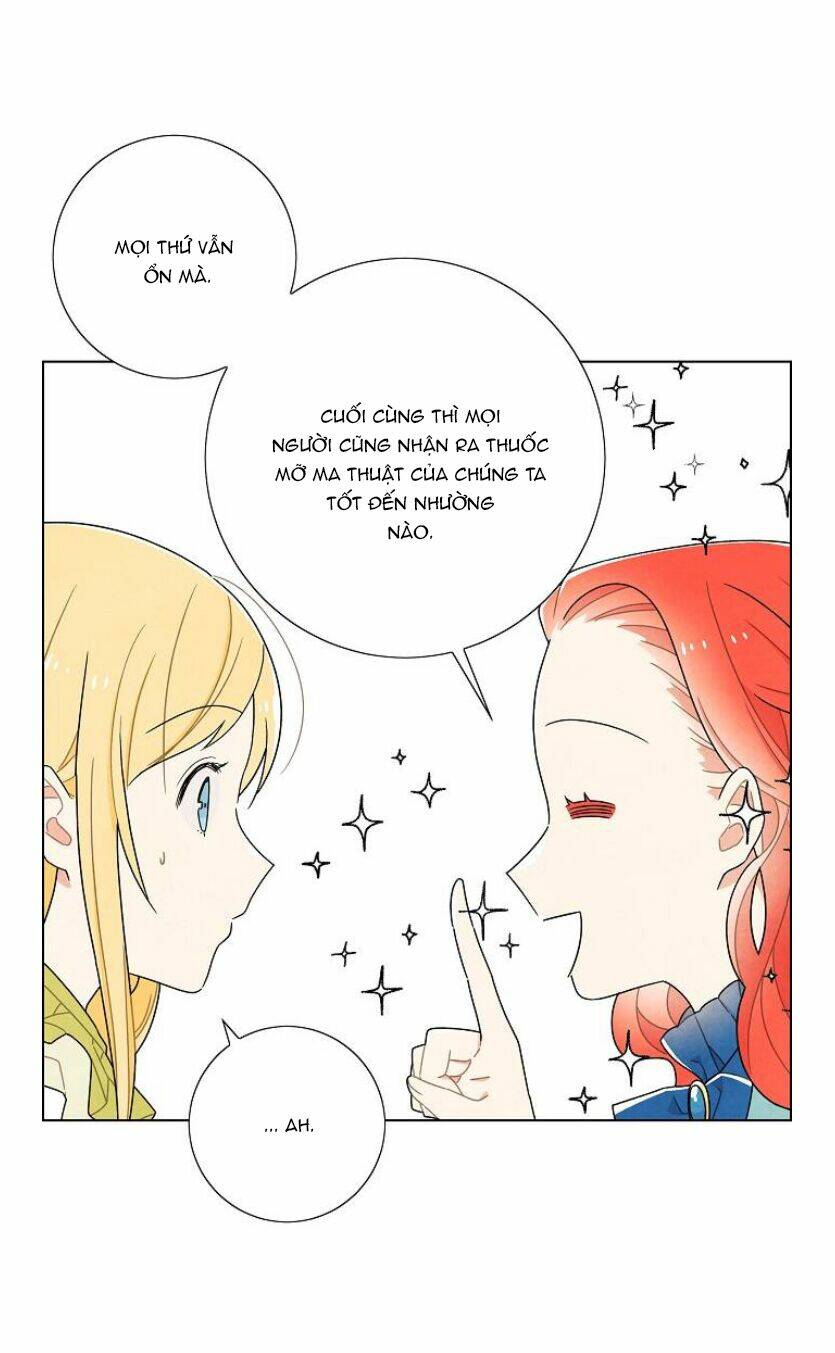 MỌI THỨ VẪN
ỔN MÀ.
CUỐI CÙNG THÌ MỌI
NGƯỜI CŨNG NHẬN RA THUỐC
MỠ MA THUẬT CỦA CHÚNG TA
TỐT ĐẾN NHƯỜNG
NÀO.
... AH.